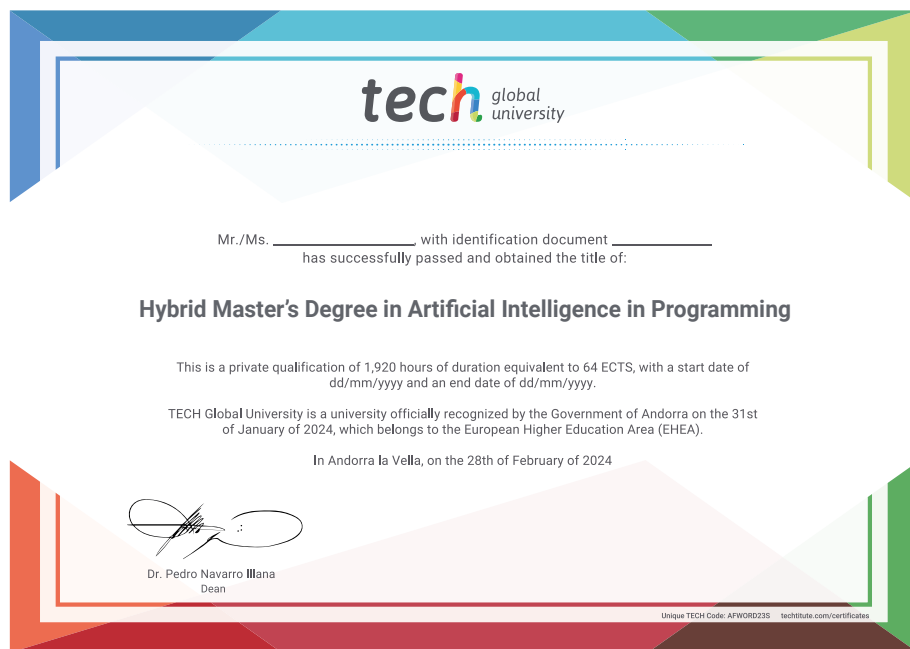 tech global university
Mr./Ms. ____________, with identification document ____________
has successfully passed and obtained the title of:
Hybrid Master's Degree in Artificial Intelligence in Programming
This is a private qualification of 1,920 hours of duration equivalent to 64 ECTS, with a start date of
dd/mm/yyyy and an end date of dd/mm/yyyy.
TECH Global University is a university officially recognized by the Government of Andorra on the 31st
of January of 2024, which belongs to the European Higher Education Area (EHEA).
In Andorra la Vella, on the 28th of February of 2024
Dr. Pedro Navarro Illana
Dean
Unique TECH Code: AFWORD23S techtitute.com/certificates